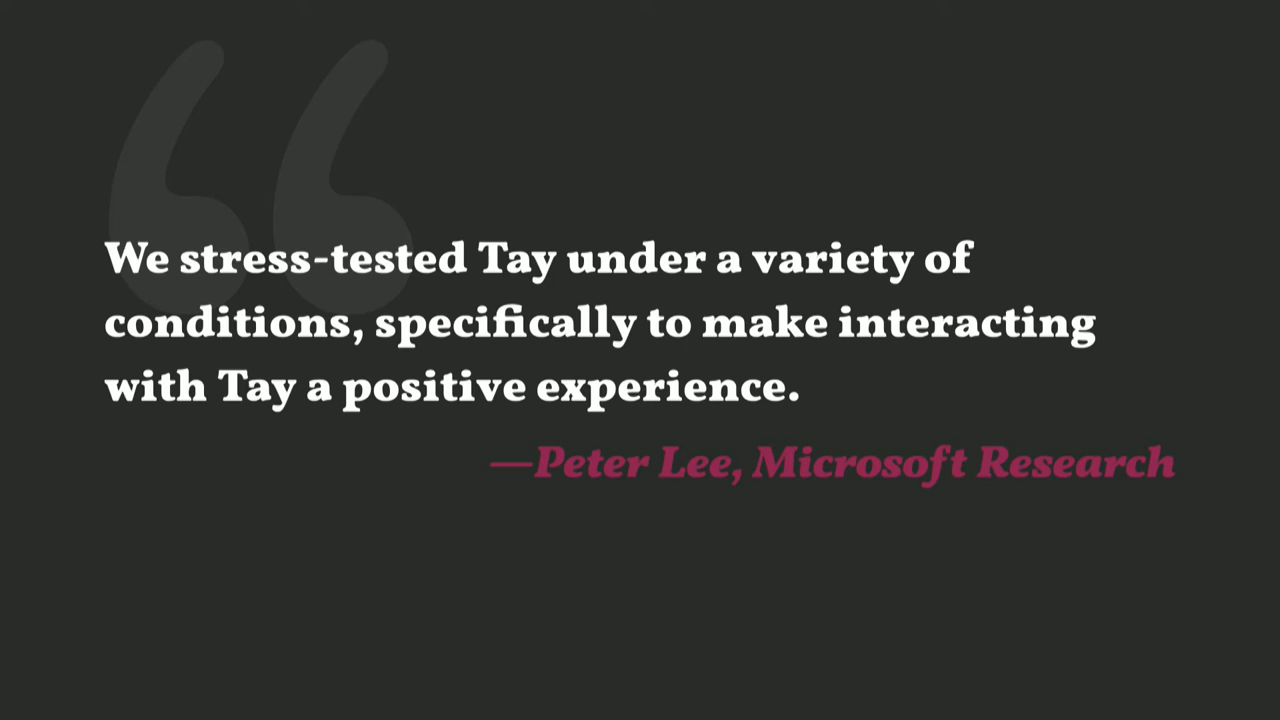 We stress-tested Tay under a variety of
conditions, specifically to make interacting
with Tay a positive experience.
—Peter Lee, Microsoft Research